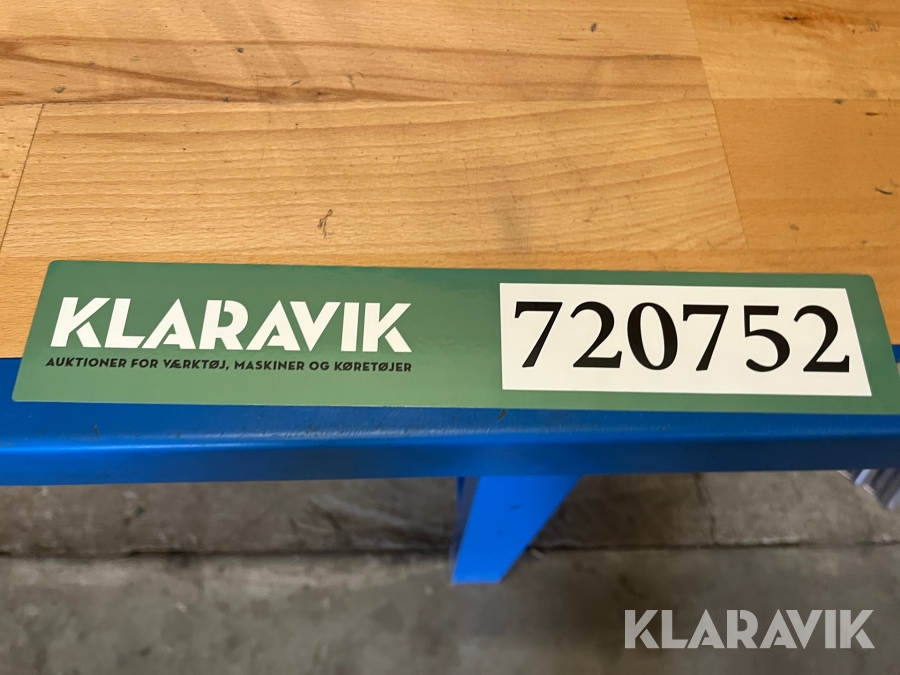 KLARAVIK
AUKTIONER FOR VÆRKTØJ, MASKINER OG KØRETØJER
720752
KLARAVIK